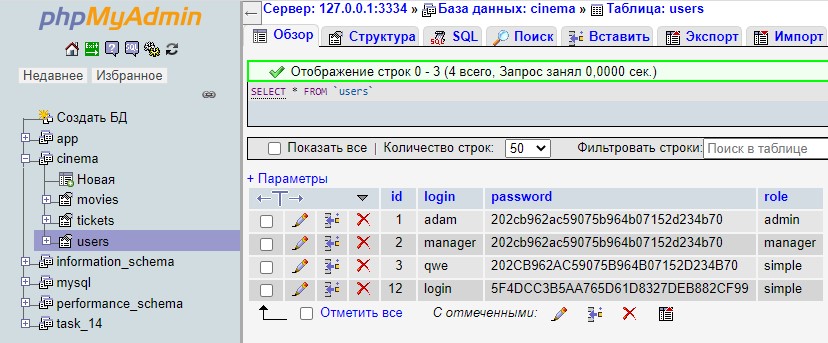 phpMyAdmin
Недавнее Избранное
Создать БД
app
cinema
Новая
movies
tickets
users
information_schema
mysql
performance_schema
task_14
Сервер: 127.0.0.1:3334 » База данных: cinema » Таблица: users
Обзор Структура SQL Поиск Вставить Экспорт Импорт
Отображение строк 0 - 3 (4 всего, Запрос занял 0,0000 сек.)
SELECT * FROM `users`
Показать все | Количество строк: 50 Фильтровать строки: Поиск в таблице
+ Параметры
id login password role
1 adam 202cb962ac59075b964b07152d234b70 admin
2 manager 202cb962ac59075b964b07152d234b70 manager
3 qwe 202CB962AC59075B964B07152D234B70 simple
12 login 5F4DCC3B5AA765D61D8327DEB882CF99 simple
Отметить все С отмеченными: